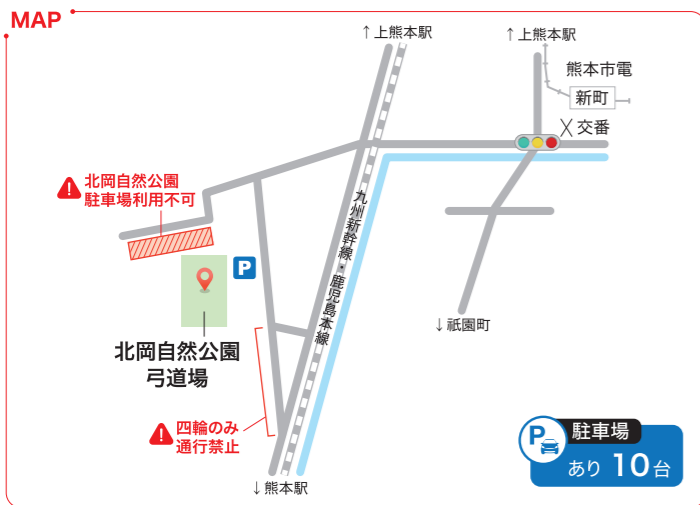 MAP
↑上熊本駅
↑上熊本駅
熊本市電
新町
交番
北岡自然公園
駐車場利用不可
P
九州新幹線・鹿児島本線
↓祇園町
北岡自然公園
弓道場
四輪のみ
通行禁止
↓熊本駅
P
駐車場
あり 10台